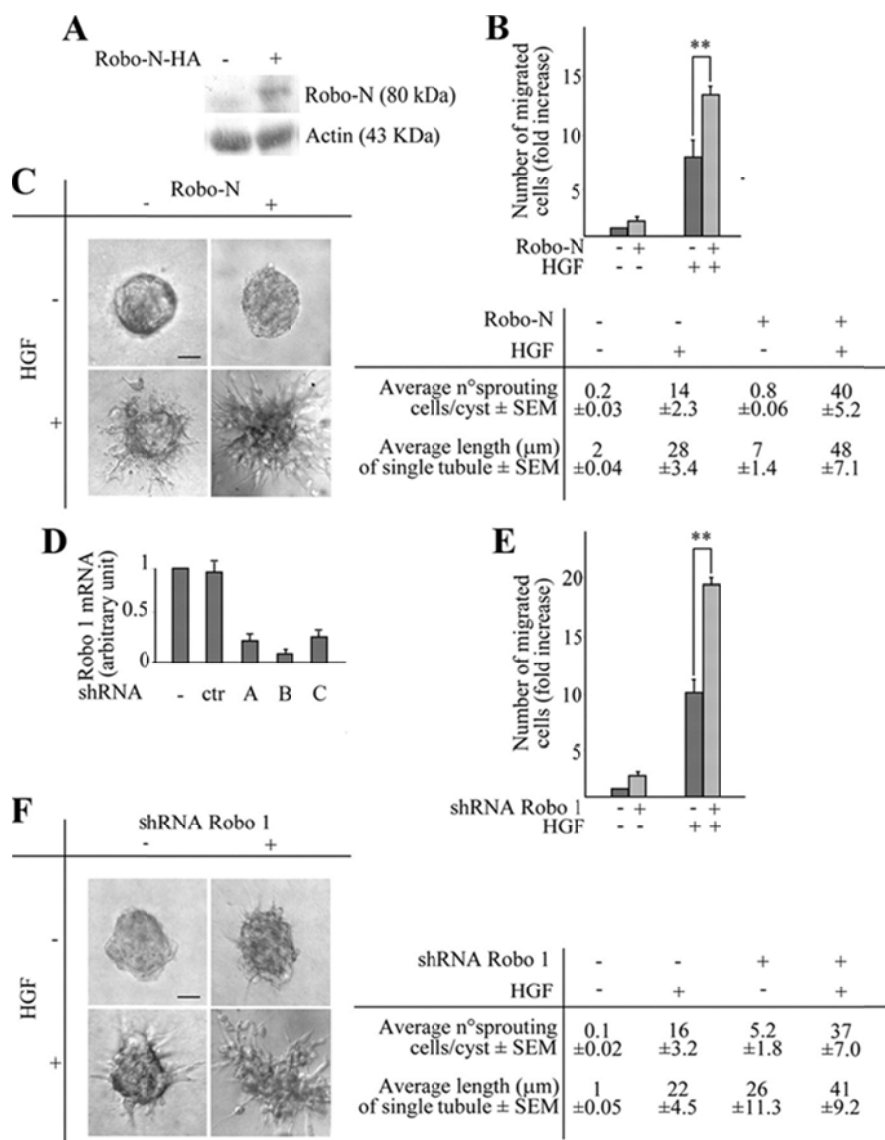 A
Robo-N-HA - +
Robo-N (80 kDa)
Actin (43 KDa)
B
Number of migrated
cells (fold increase)
15
10
5
**
-
Robo-N - + - +
HGF - - + +
C
Robo-N
- +
HGF
-
+
Robo-N - - + +
HGF - + - +
Average n°sprouting 0.2 14 0.8 40
cells/cyst ± SEM ±0.03 ±2.3 ±0.06 ±5.2
Average length (μm) 2 28 7 48
of single tubule ± SEM ±0.04 ±3.4 ±1.4 ±7.1
D
Robo 1 mRNA
(arbitrary unit)
1
0.5
0
shRNA - ctr A B C
E
Number of migrated
cells (fold increase)
20
15
10
5
**
shRNA Robo 1 - + - +
HGF - - + +
F
shRNA Robo 1
- +
HGF
-
+
shRNA Robo 1 - - + +
HGF - + - +
Average n°sprouting 0.1 16 5.2 37
cells/cyst ± SEM ±0.02 ±3.2 ±1.8 ±7.0
Average length (μm) 1 22 26 41
of single tubule ± SEM ±0.05 ±4.5 ±11.3 ±9.2